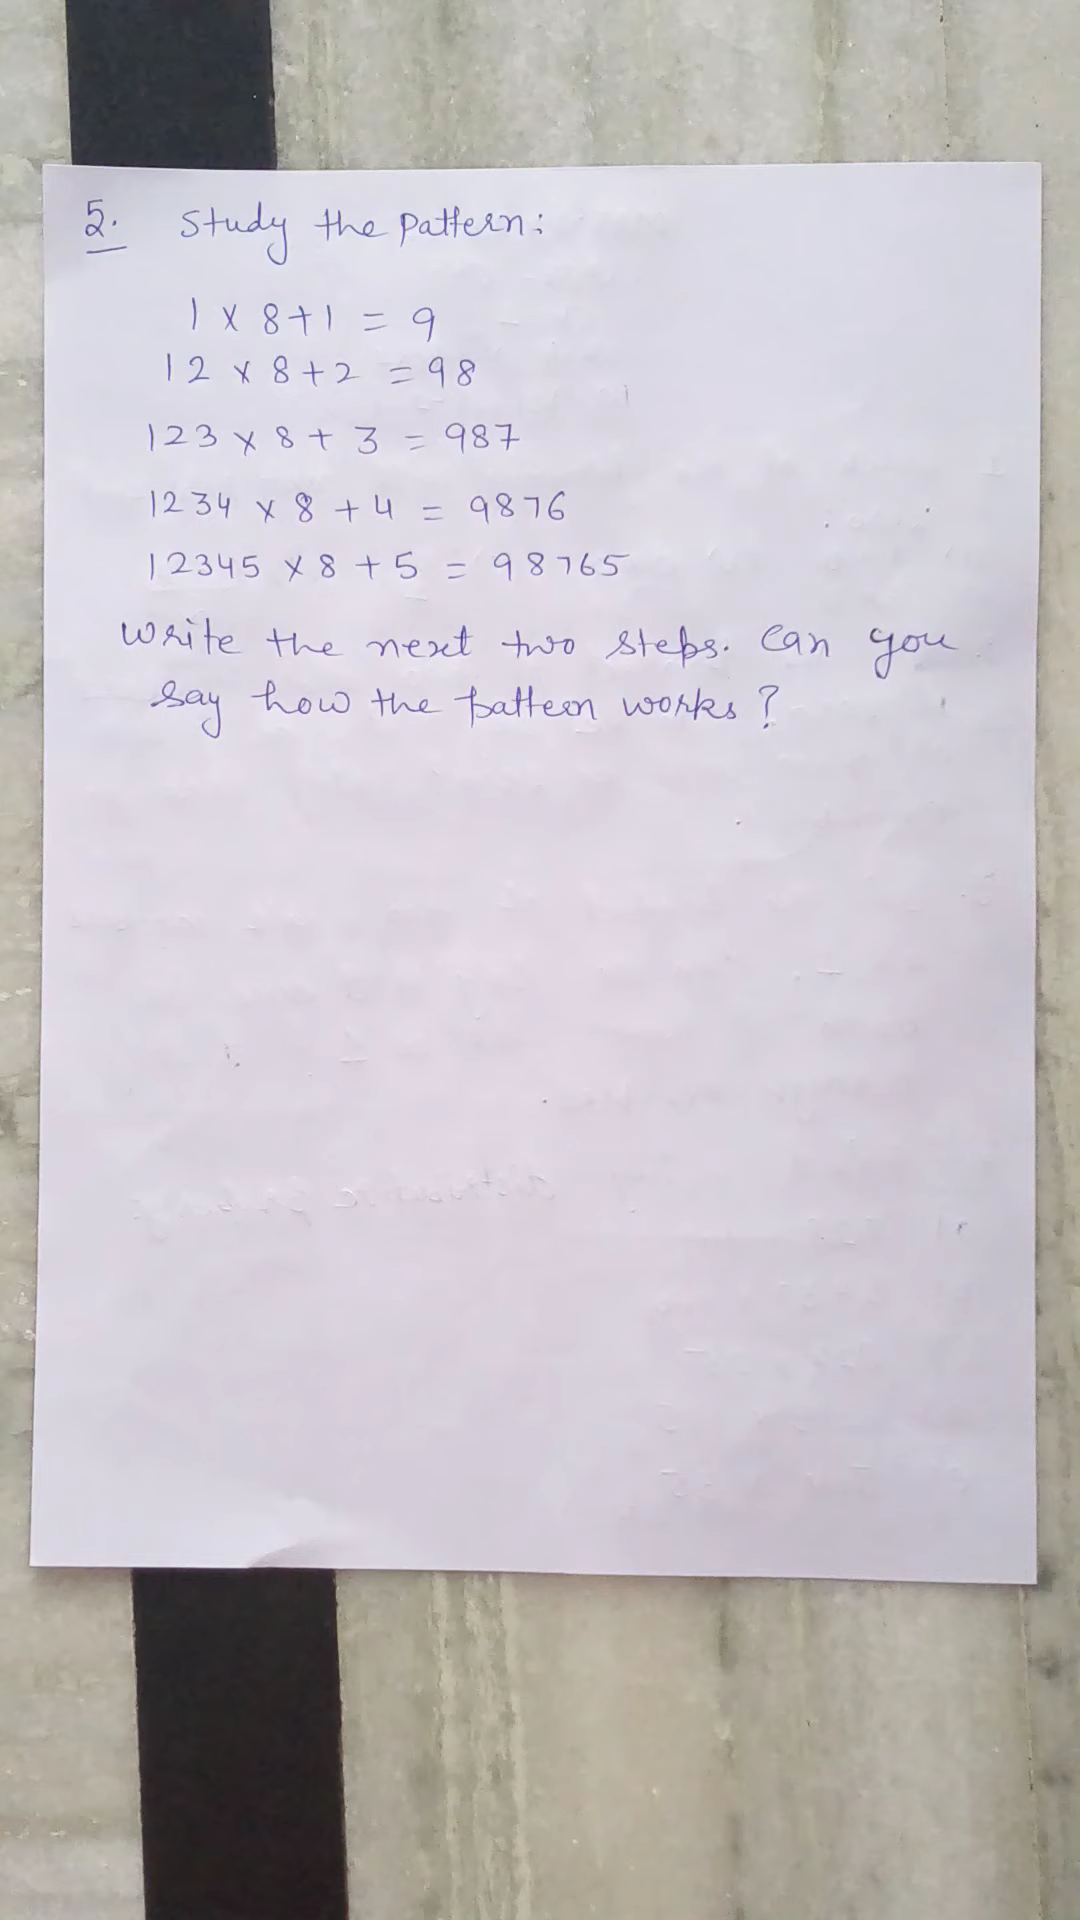 5. Study the pattern:
1 x 8+1 = 9
12 x 8+2 = 98
123 x 8+ 3 = 987
1234 x 8 + 4 = 9876
12345 x 8 + 5 = 98765
Write the next two steps. Can you
say how the pattern works?